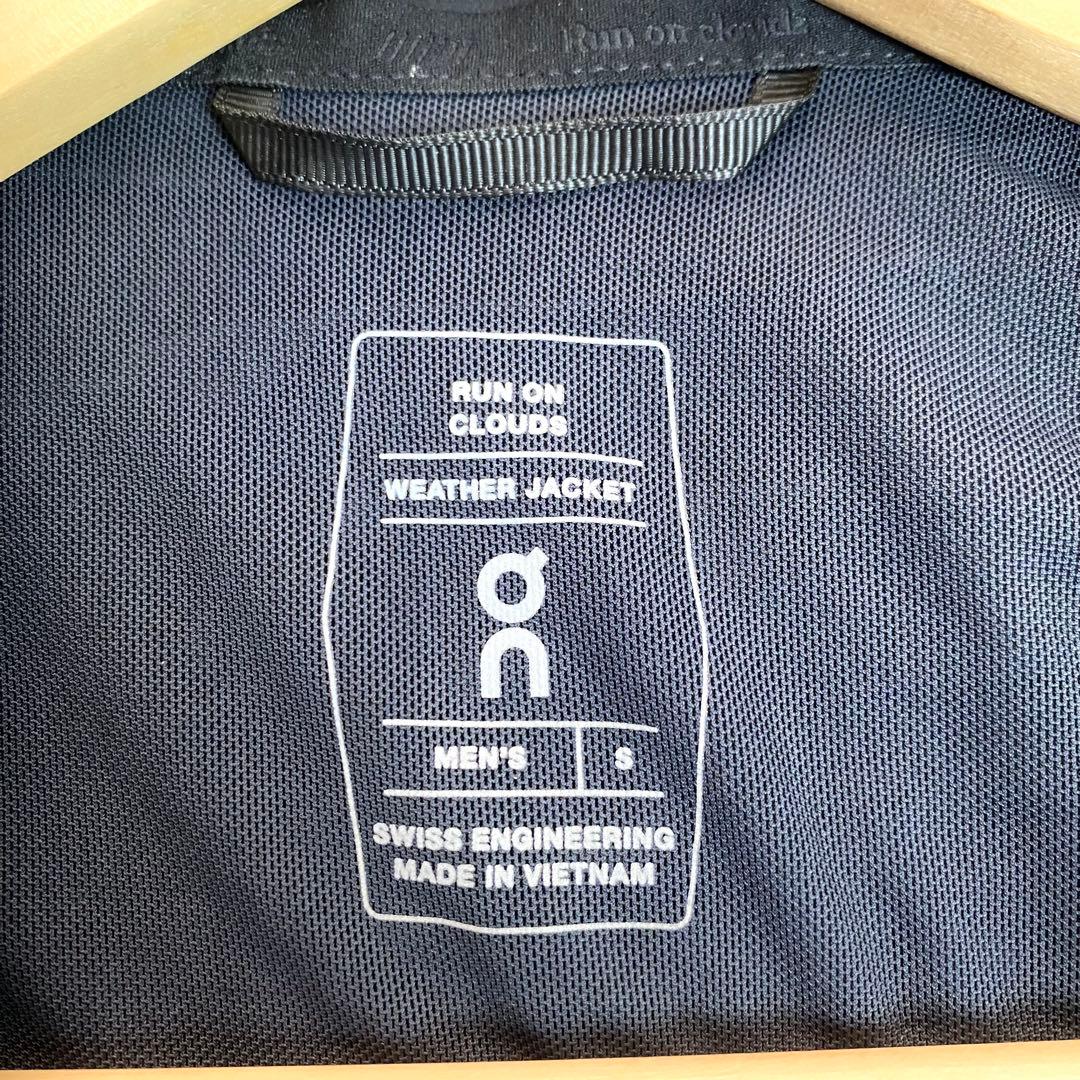 Run on clouds
RUN ON
CLOUDS
WEATHER JACKET
on
MEN'S S
SWISS ENGINEERING
MADE IN VIETNAM